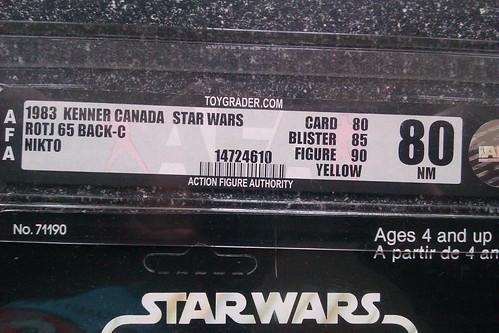 TOYGRADER.COM
AFA
1983 KENNER CANADA STAR WARS
ROTJ 65 BACK-C
NIKTO
14724610
CARD 80
BLISTER 85
FIGURE 90
YELLOW
80
NM
ACTION FIGURE AUTHORITY
No. 71190
Ages 4 and up
A partir de 4 an
STAR WARS